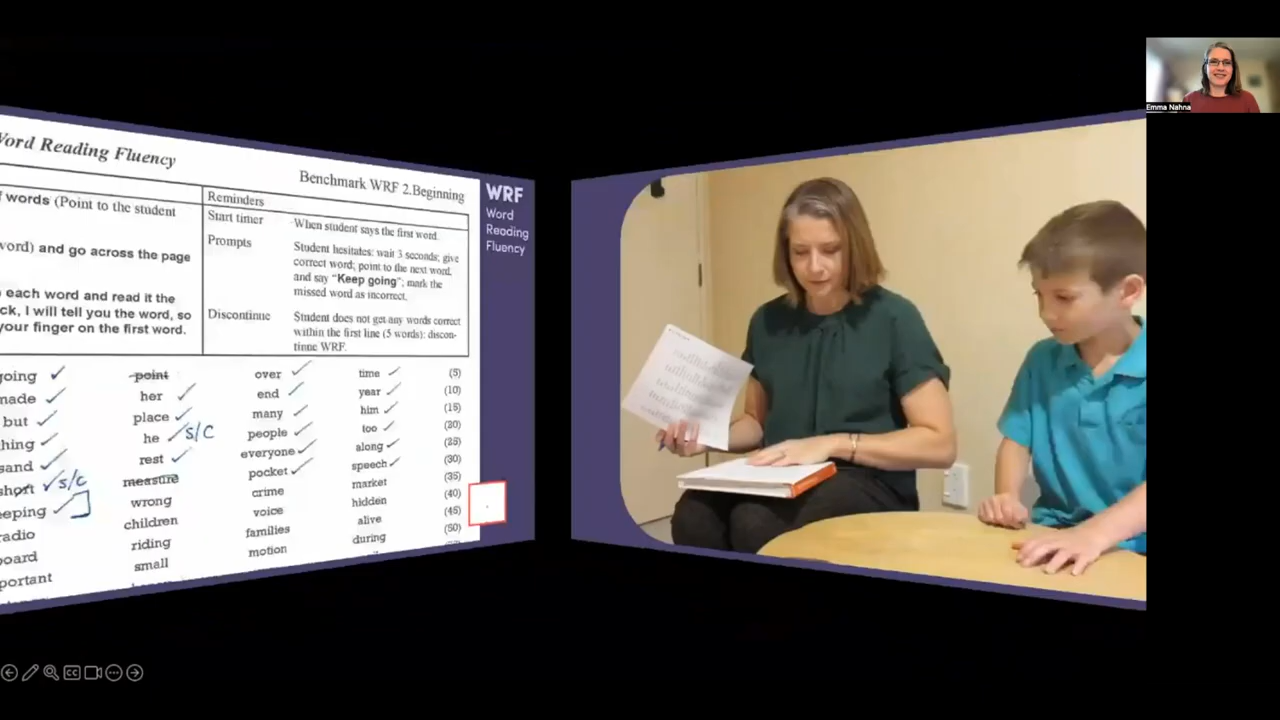 Word Reading Fluency
Benchmark WRF 2.Beginning
words (Point to the student
word) and go across the page
each word and read it the
ck, I will tell you the word, so
your finger on the first word.
Reminders
Start timer When student says the first word.
Prompts Student hesitates: wait 3 seconds; give
correct word; point to the next word,
and say "Keep going"; mark the
missed word as incorrect.
Discontinue Student does not get any words correct
within the first line (5 words): discon-
tinue WRF.
going ✓ point over ✓ time ✓ (5)
made ✓ her ✓ end ✓ year ✓ (10)
but ✓ place ✓ many ✓ him ✓ (15)
hing ✓ he ✓ s/c people ✓ too ✓ (20)
sand ✓ rest ✓ everyone ✓ along ✓ (25)
short ✓ s/c measure pocket ✓ speech ✓ (30)
eeping ✓ ] wrong crime market (35)
radio children voice hidden (40)
board riding families alive (45)
portant small motion during (50)
WRF
Word
Reading
Fluency
Emma Nahna
CC